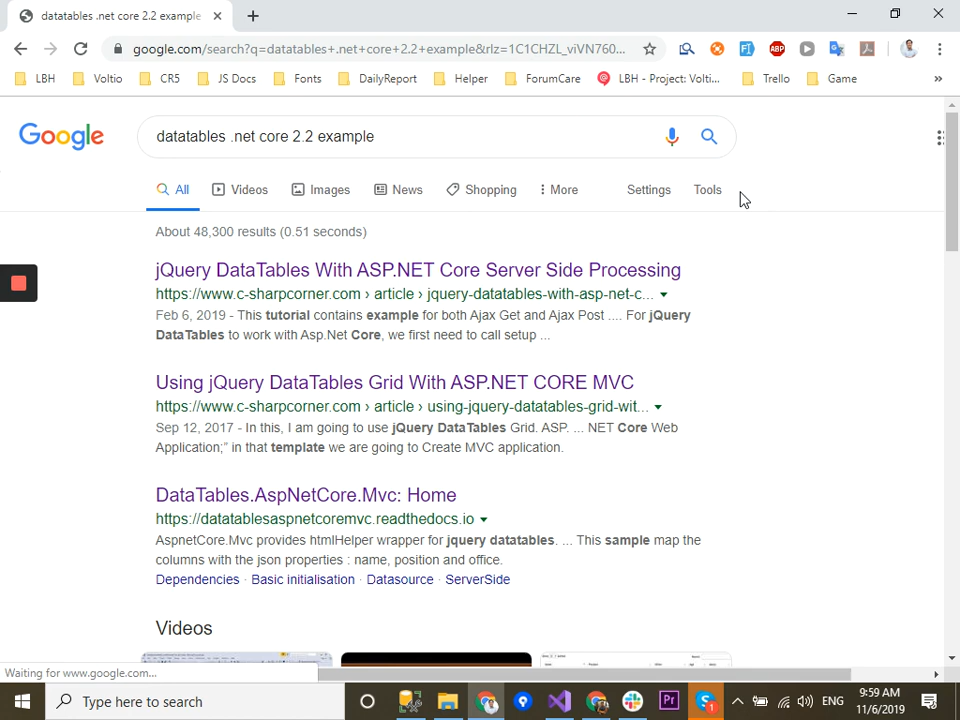 datatables .net core 2.2 example
google.com/search?q=datatables+.net+core+2.2+example&rlz=1C1CHZL_viVN760...
ABP
LBH
Voltio
CR5
JS Docs
Fonts
DailyReport
Helper
ForumCare
LBH - Project: Volti...
Trello
Game
»
Google
datatables .net core 2.2 example
All
Videos
Images
News
Shopping
More
Settings
Tools
About 48,300 results (0.51 seconds)
jQuery DataTables With ASP.NET Core Server Side Processing
https://www.c-sharpcorner.com › article › jquery-datatables-with-asp-net-c...
Feb 6, 2019 - This tutorial contains example for both Ajax Get and Ajax Post .... For jQuery
DataTables to work with Asp.Net Core, we first need to call setup ...
Using jQuery DataTables Grid With ASP.NET CORE MVC
https://www.c-sharpcorner.com › article › using-jquery-datatables-grid-wit...
Sep 12, 2017 - In this, I am going to use jQuery DataTables Grid. ASP. ... NET Core Web
Application;” in that template we are going to Create MVC application.
DataTables.AspNetCore.Mvc: Home
https://datatablesaspnetcoremvc.readthedocs.io
AspnetCore.Mvc provides htmlHelper wrapper for jquery datatables. ... This sample map the
columns with the json properties : name, position and office.
Dependencies · Basic initialisation · Datasource · ServerSide
Videos
Waiting for www.google.com...
Type here to search
Pr
S
1
ENG
9:59 AM
11/6/2019